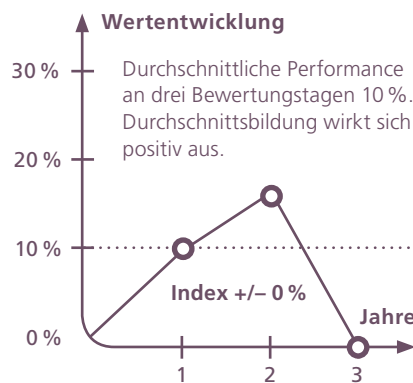 Wertentwicklung
30 %
Durchschnittliche Performance
an drei Bewertungstagen 10 %.
Durchschnittsbildung wirkt sich
positiv aus.
20 %
10 %
Index +/– 0 %
Jahre
0 %
1
2
3